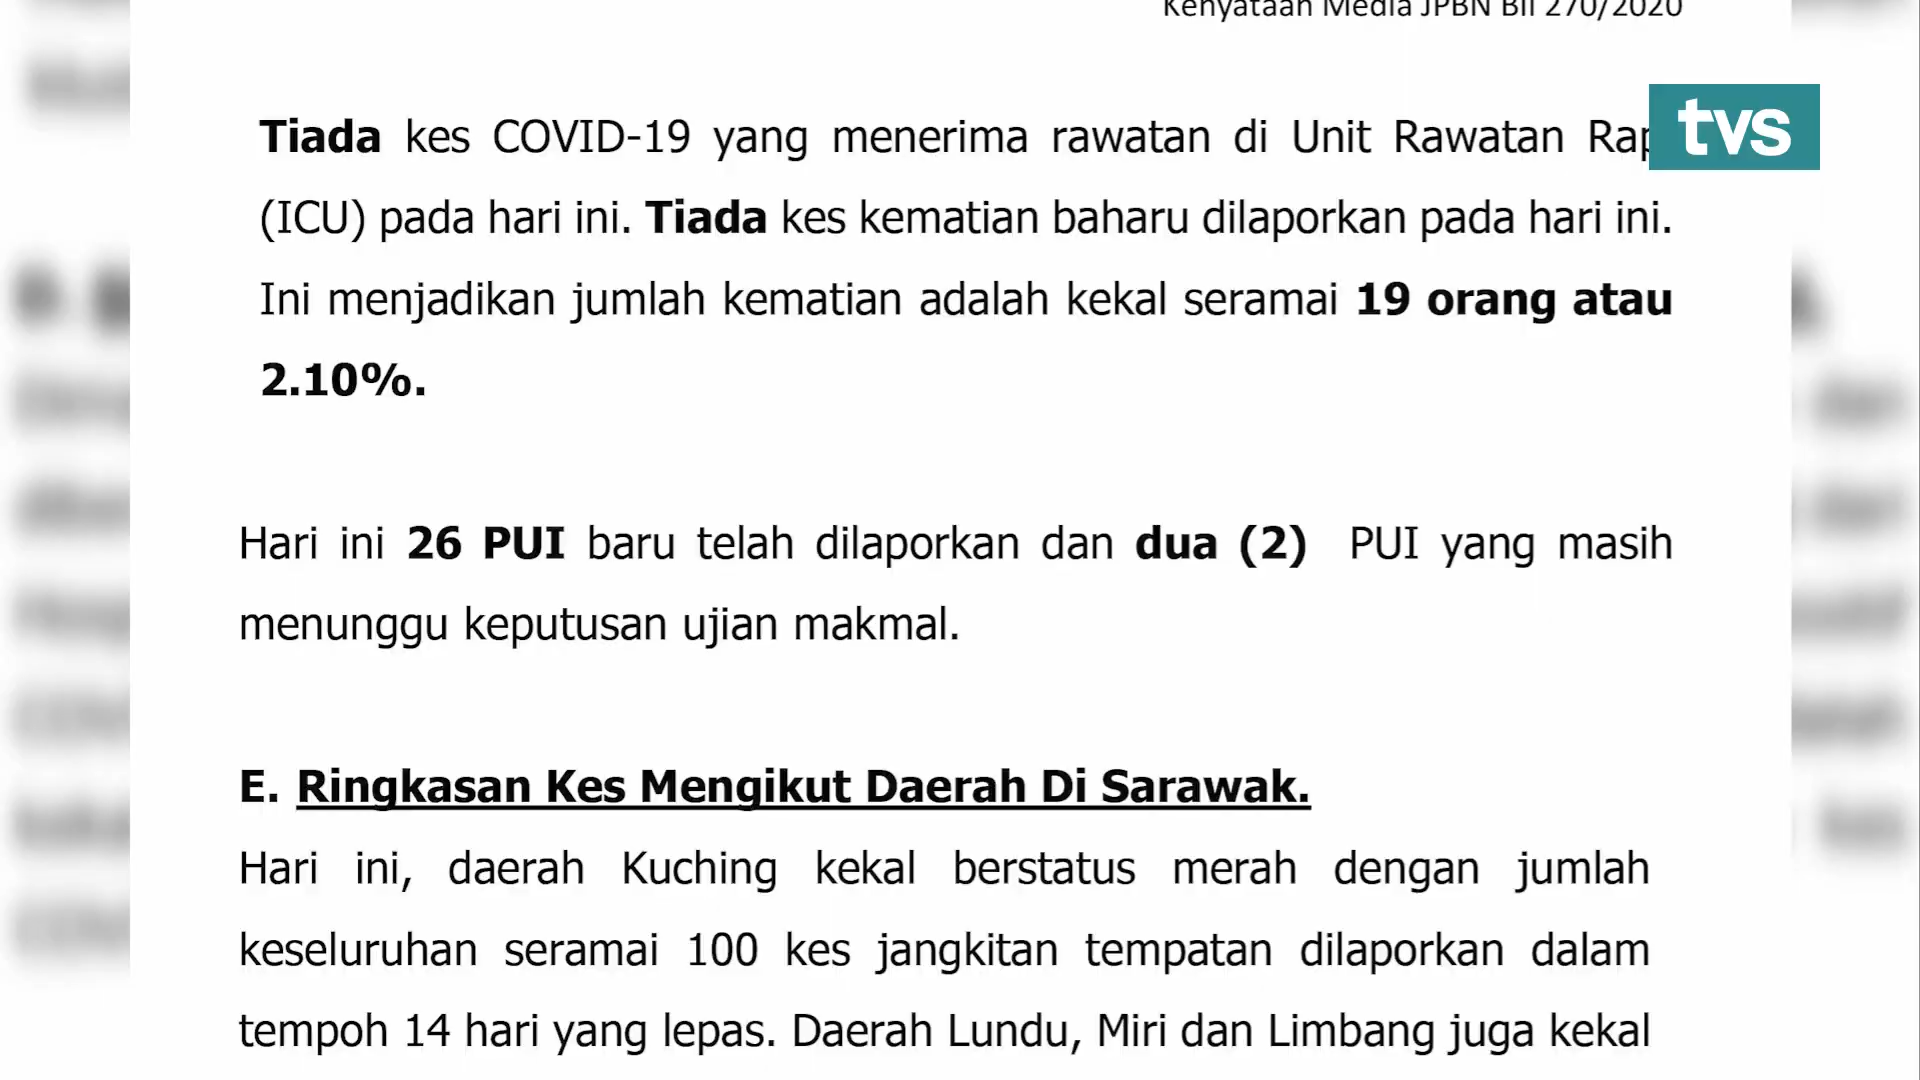 Kenyataan Media JPBN Bil 270/2020
tvs
Tiada kes COVID-19 yang menerima rawatan di Unit Rawatan
(ICU) pada hari ini. Tiada kes kematian baharu dilaporkan pada hari ini.
Ini menjadikan jumlah kematian adalah kekal seramai 19 orang atau
2.10%.
Hari ini 26 PUI baru telah dilaporkan dan dua (2) PUI yang masih
menunggu keputusan ujian makmal.
E. Ringkasan Kes Mengikut Daerah Di Sarawak.
Hari ini, daerah Kuching kekal berstatus merah dengan jumlah
keseluruhan seramai 100 kes jangkitan tempatan dilaporkan dalam
tempoh 14 hari yang lepas. Daerah Lundu, Miri dan Limbang juga kekal